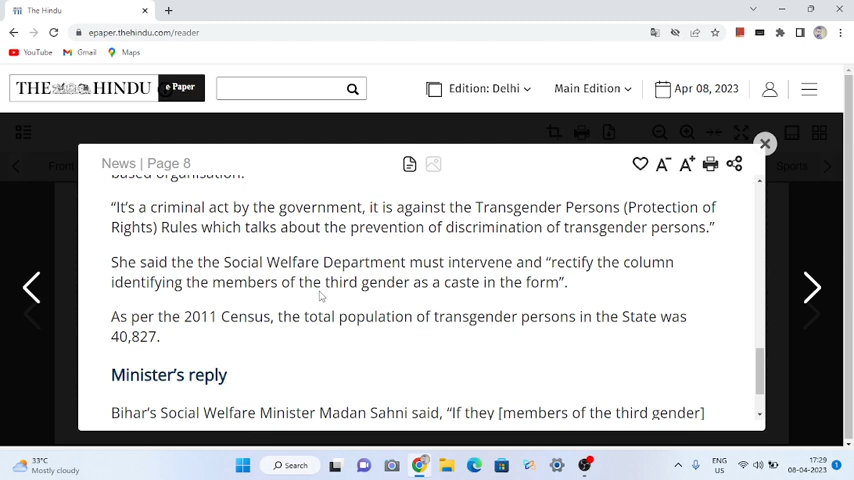 The Hindu
epaper.thehindu.com/reader
YouTube
Gmail
Maps
THE HINDU
e Paper
Edition: Delhi
Main Edition
Apr 08, 2023
News | Page 8
Sports
based organisation.
“It’s a criminal act by the government, it is against the Transgender Persons (Protection of
Rights) Rules which talks about the prevention of discrimination of transgender persons.”
She said the the Social Welfare Department must intervene and “rectify the column
identifying the members of the third gender as a caste in the form”.
As per the 2011 Census, the total population of transgender persons in the State was
40,827.
Minister’s reply
Bihar’s Social Welfare Minister Madan Sahni said, “If they [members of the third gender]
33°C
Mostly cloudy
Search
ENG
US
17:29
08-04-2023